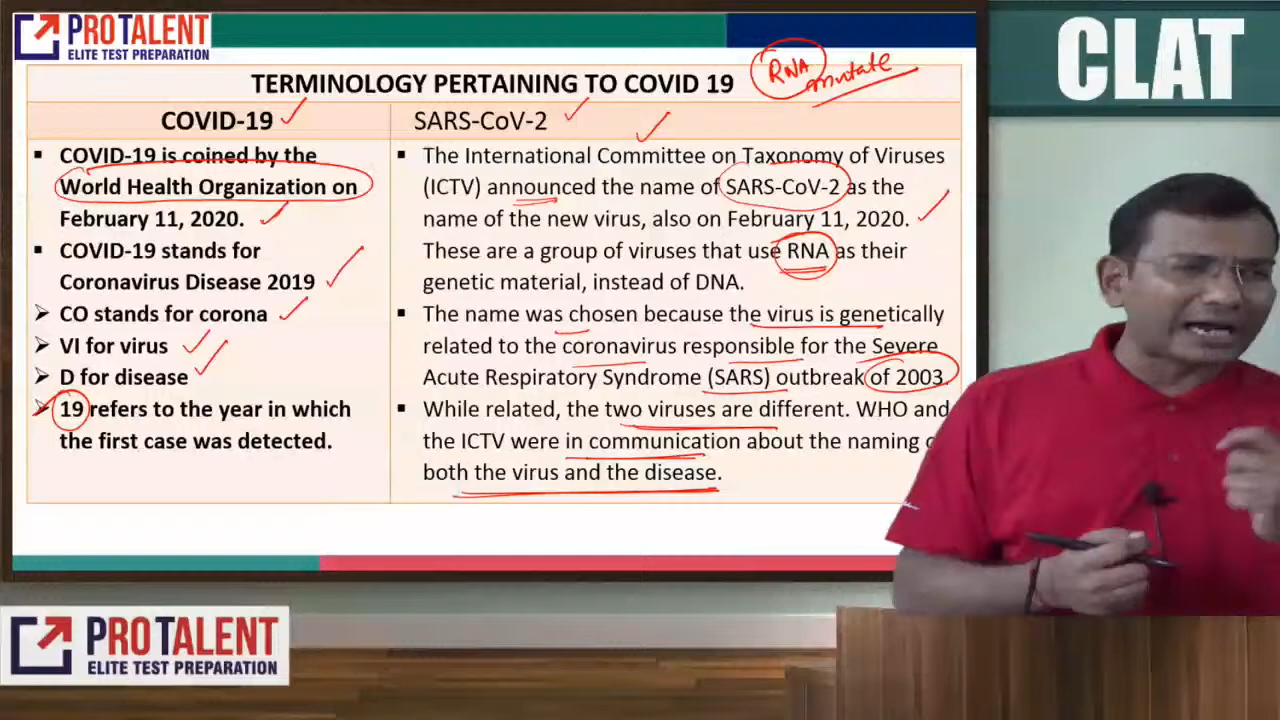 PRO TALENT
ELITE TEST PREPARATION
CLAT
TERMINOLOGY PERTAINING TO COVID 19
RNA
mutate
COVID-19
SARS-CoV-2
▪ COVID-19 is coined by the
World Health Organization on
February 11, 2020.
▪ COVID-19 stands for
Coronavirus Disease 2019
➢ CO stands for corona
➢ VI for virus
➢ D for disease
➢ 19 refers to the year in which
the first case was detected.
▪ The International Committee on Taxonomy of Viruses
(ICTV) announced the name of SARS-CoV-2 as the
name of the new virus, also on February 11, 2020.
These are a group of viruses that use RNA as their
genetic material, instead of DNA.
▪ The name was chosen because the virus is genetically
related to the coronavirus responsible for the Severe
Acute Respiratory Syndrome (SARS) outbreak of 2003.
▪ While related, the two viruses are different. WHO and
the ICTV were in communication about the naming
both the virus and the disease.
PRO TALENT
ELITE TEST PREPARATION